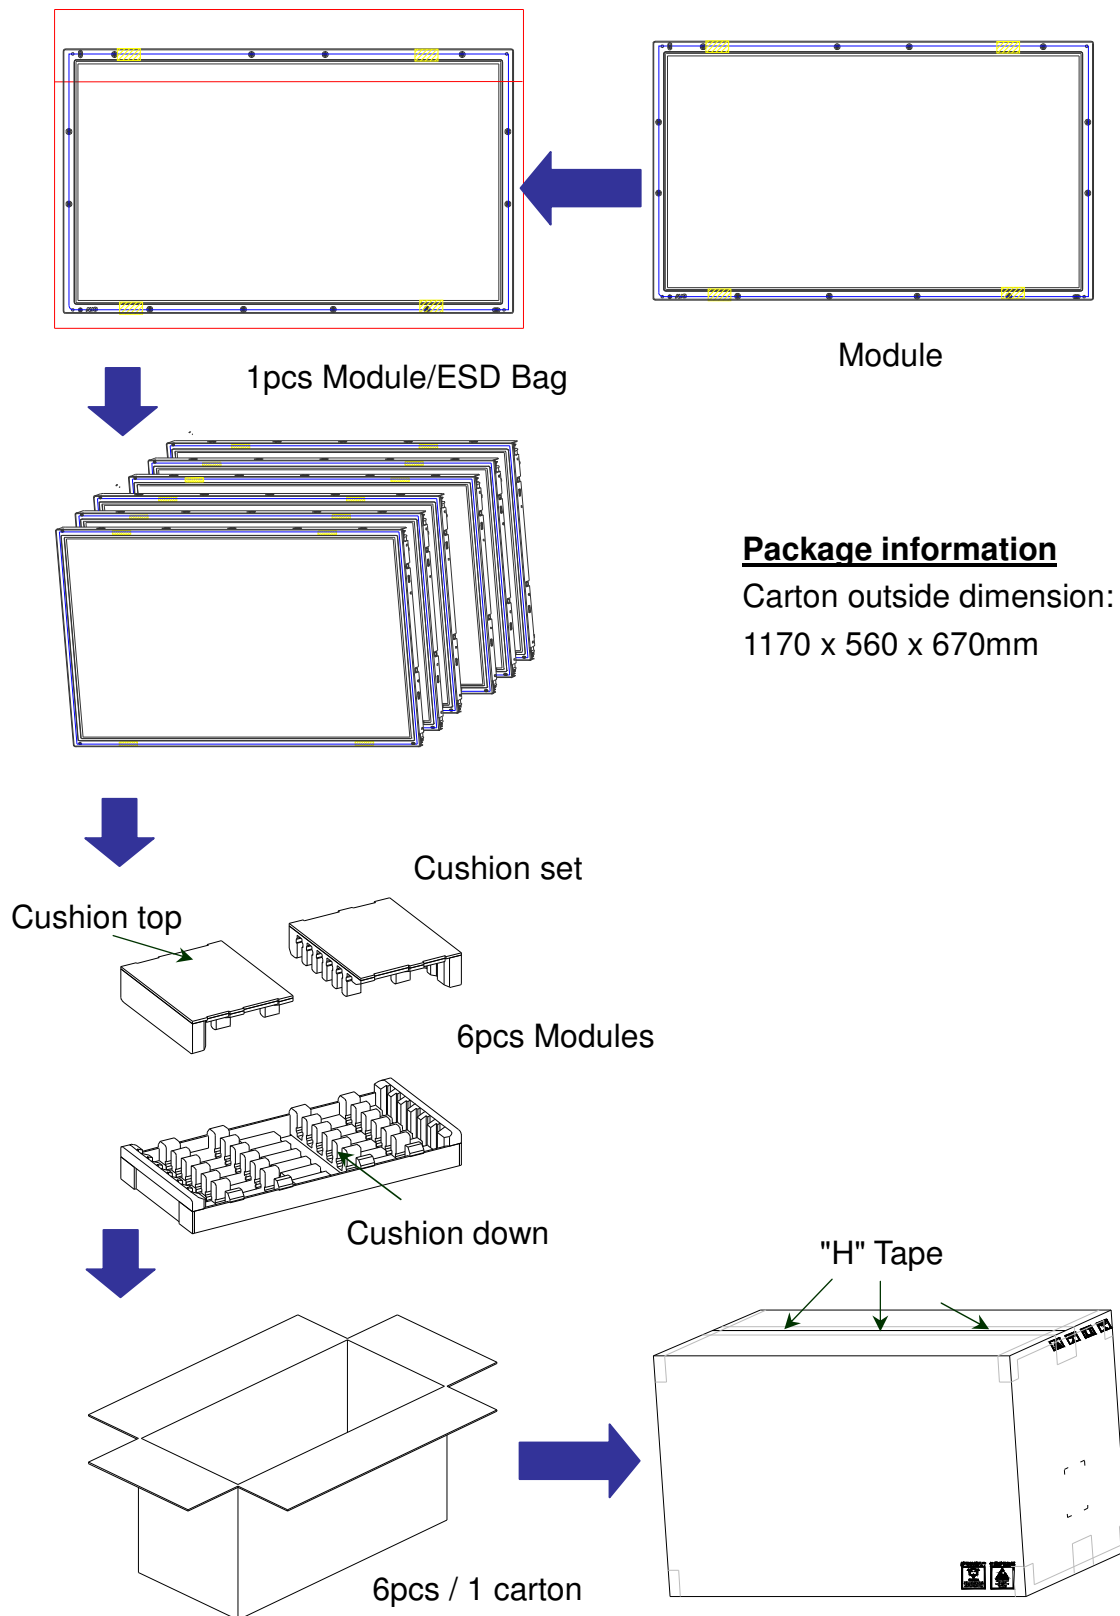 Module
1pcs Module/ESD Bag
Package information
Carton outside dimension:
1170 x 560 x 670mm
Cushion set
Cushion top
6pcs Modules
Cushion down
"H" Tape
6pcs / 1 carton